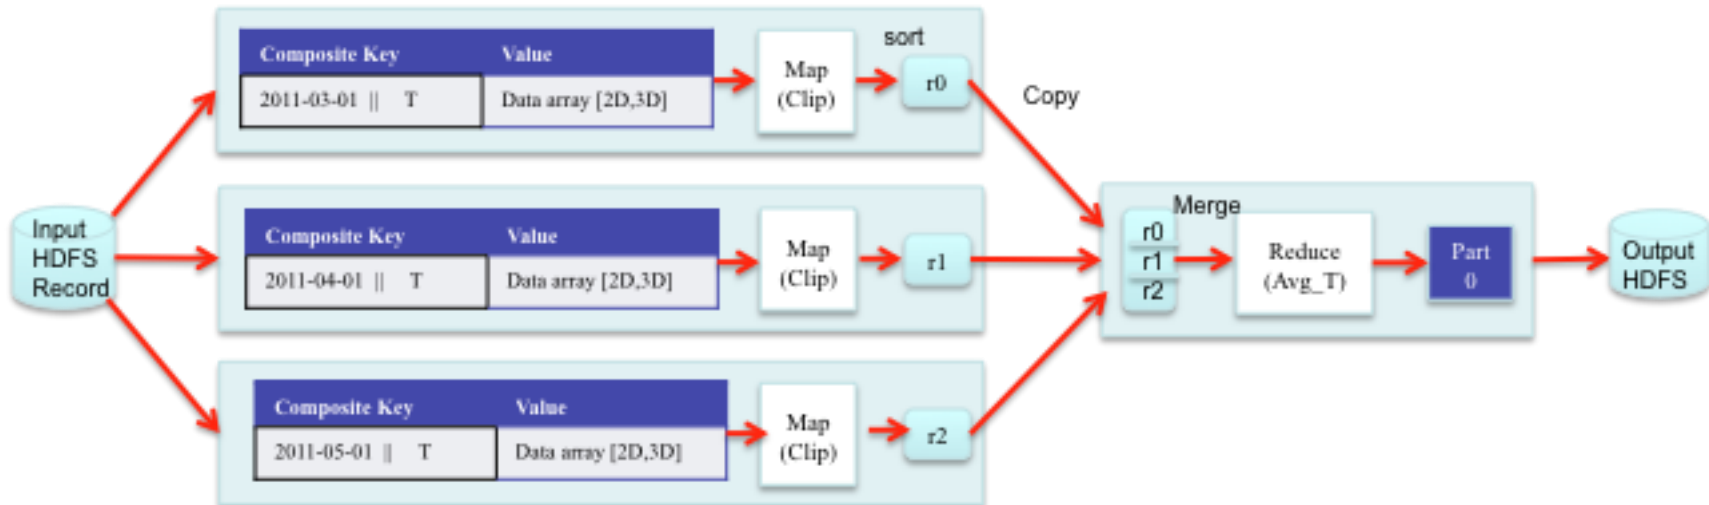 Input
HDFS
Record
Composite Key Value
2011-03-01 || T Data array [2D,3D]
Map
(Clip)
sort
r0
Copy
Composite Key Value
2011-04-01 || T Data array [2D,3D]
Map
(Clip)
r1
Composite Key Value
2011-05-01 || T Data array [2D,3D]
Map
(Clip)
r2
Merge
r0
r1
r2
Reduce
(Avg_T)
Part
0
Output
HDFS